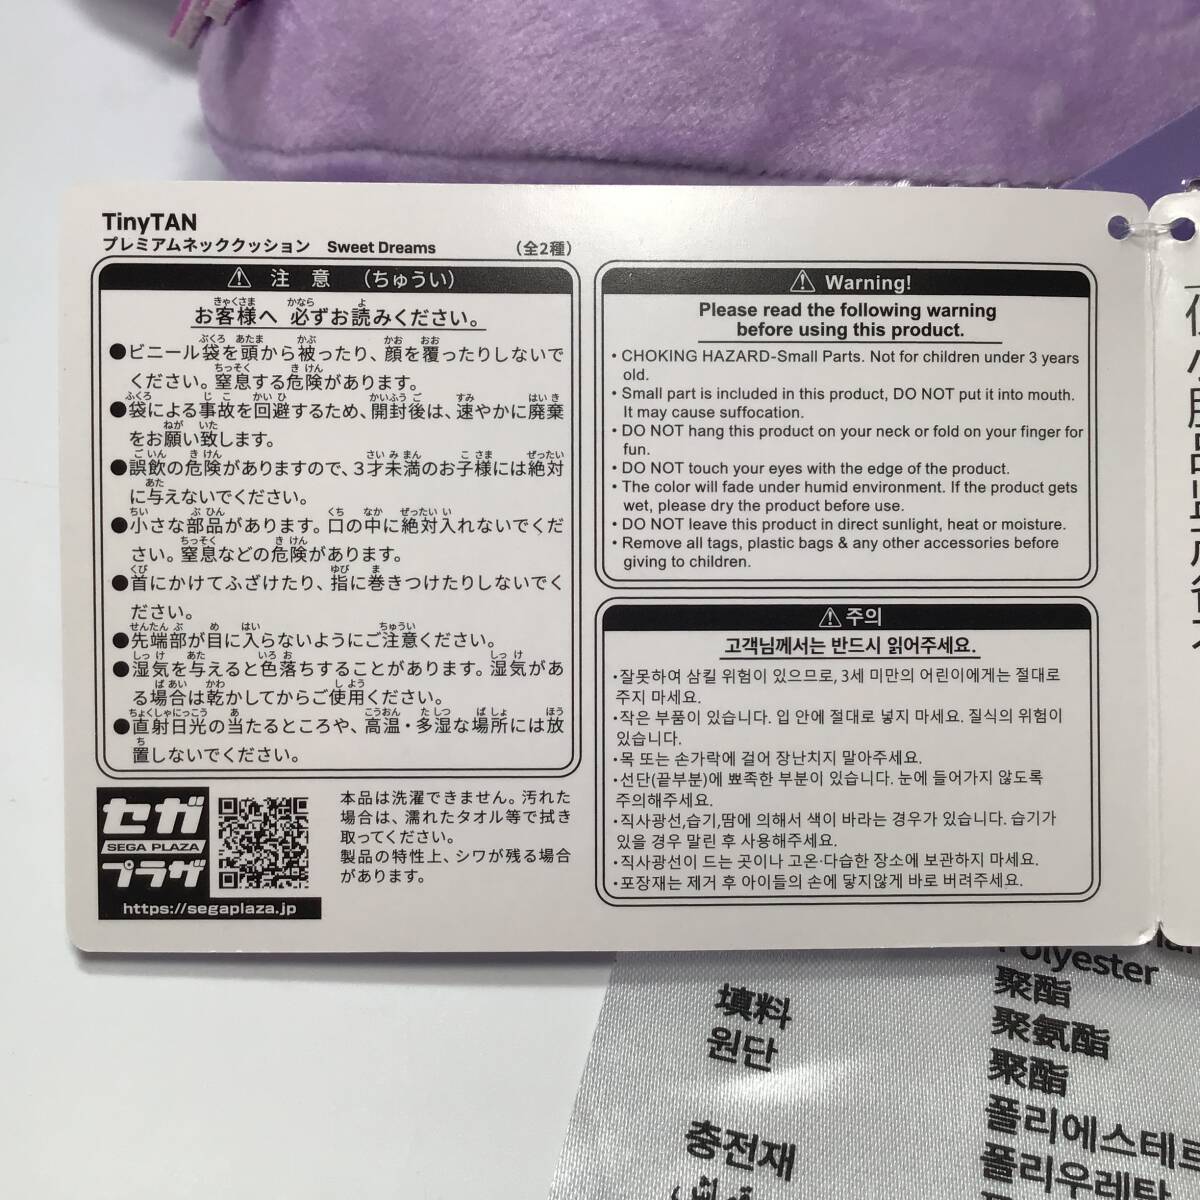 TinyTAN
プレミアムネッククッション Sweet Dreams (全2種)
⚠ 注 意 (ちゅうい)
お客様へ 必ずお読みください。
●ビニール袋を頭から被ったり、顔を覆ったりしないで
ください。窒息する危険があります。
●袋による事故を回避するため、開封後は、速やかに廃棄
をお願い致します。
●誤飲の危険がありますので、3才未満のお子様には絶対
に与えないでください。
●小さな部品があります。口の中に絶対入れないでくだ
さい。窒息などの危険があります。
●首にかけてふざけたり、指に巻きつけたりしないでく
ださい。
●先端部が目に入らないようにご注意ください。
●湿気を与えると色落ちすることがあります。湿気があ
る場合は乾かしてからご使用ください。
●直射日光の当たるところや、高温・多湿な場所には放
置しないでください。
セガ
SEGA PLAZA
プラザ
https://segaplaza.jp
本品は洗濯できません。汚れた
場合は、濡れたタオル等で拭き
取ってください。
製品の特性上、シワが残る場合
があります。
⚠ Warning!
Please read the following warning
before using this product.
• CHOKING HAZARD-Small Parts. Not for children under 3 years
old.
• Small part is included in this product, DO NOT put it into mouth.
It may cause suffocation.
• DO NOT hang this product on your neck or fold on your finger for
fun.
• DO NOT touch your eyes with the edge of the product.
• The color will fade under humid environment. If the product gets
wet, please dry the product before use.
• DO NOT leave this product in direct sunlight, heat or moisture.
• Remove all tags, plastic bags & any other accessories before
giving to children.
⚠ 주의
고객님께서는 반드시 읽어주세요.
·잘못하여 삼킬 위험이 있으므로, 3세 미만의 어린이에게는 절대로
주지 마세요.
·작은 부품이 있습니다. 입 안에 절대로 넣지 마세요. 질식의 위험이
있습니다.
·목 또는 손가락에 걸어 장난치지 말아주세요.
·선단(끝부분)에 뾰족한 부분이 있습니다. 눈에 들어가지 않도록
주의해주세요.
·직사광선,습기,땀에 의해서 색이 바라는 경우가 있습니다. 습기가
있을 경우 말린 후 사용해주세요.
·직사광선이 드는 곳이나 고온·다습한 장소에 보관하지 마세요.
·포장재는 제거 후 아이들의 손에 닿지않게 바로 버려주세요.
Polyester
聚酯
填料
聚氨酯
원단
聚酯
폴리에스테르
충전재
폴리우레탄